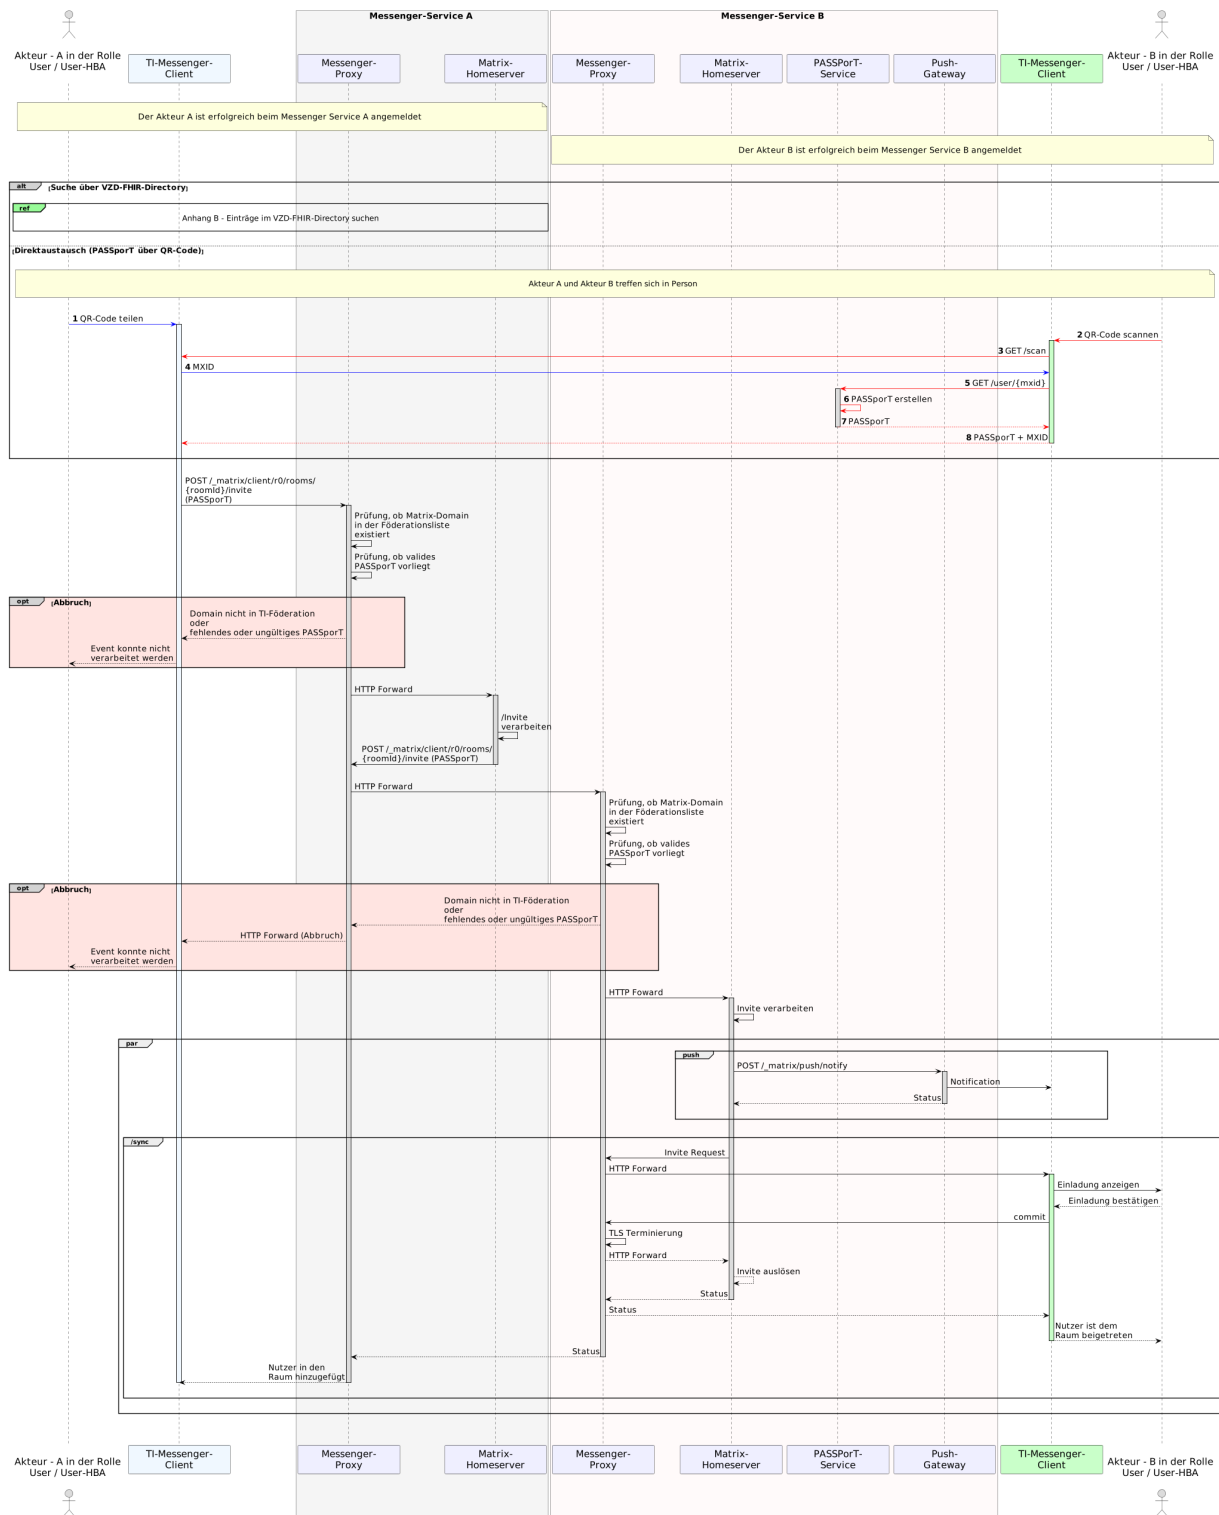 Messenger-Service A
Messenger-Service B
Akteur - A in der Rolle
User / User-HBA
TI-Messenger-
Client
Messenger-
Proxy
Matrix-
Homeserver
Messenger-
Proxy
Matrix-
Homeserver
PASSPorT-
Service
Push-
Gateway
TI-Messenger-
Client
Akteur - B in der Rolle
User / User-HBA
Der Akteur A ist erfolgreich beim Messenger Service A angemeldet
Der Akteur B ist erfolgreich beim Messenger Service B angemeldet
alt [Suche über VZD-FHIR-Directory]
ref
Anhang B - Einträge im VZD-FHIR-Directory suchen
[Direktaustausch (PASSporT über QR-Code)]
Akteur A und Akteur B treffen sich in Person
1 QR-Code teilen
2 QR-Code scannen
3 GET /scan
4 MXID
5 GET /user/{mxid}
6 PASSporT erstellen
7 PASSporT
8 PASSporT + MXID
POST /_matrix/client/r0/rooms/
{roomId}/invite
(PASSporT)
Prüfung, ob Matrix-Domain
in der Föderationsliste
existiert
Prüfung, ob valides
PASSporT vorliegt
opt [Abbruch]
Domain nicht in TI-Föderation
oder
fehlendes oder ungültiges PASSporT
Event konnte nicht
verarbeitet werden
HTTP Forward
/Invite
verarbeiten
POST /_matrix/client/r0/rooms/
{roomId}/invite (PASSporT)
HTTP Forward
Prüfung, ob Matrix-Domain
in der Föderationsliste
existiert
Prüfung, ob valides
PASSporT vorliegt
opt [Abbruch]
Domain nicht in TI-Föderation
oder
fehlendes oder ungültiges PASSporT
HTTP Forward (Abbruch)
Event konnte nicht
verarbeitet werden
HTTP Foward
Invite verarbeiten
par
push
POST /_matrix/push/notify
Notification
Status
/sync
Invite Request
HTTP Forward
Einladung anzeigen
Einladung bestätigen
commit
TLS Terminierung
HTTP Forward
Invite auslösen
Status
Status
Nutzer ist dem
Raum beigetreten
Status
Nutzer in den
Raum hinzugefügt
Akteur - A in der Rolle
User / User-HBA
TI-Messenger-
Client
Messenger-
Proxy
Matrix-
Homeserver
Messenger-
Proxy
Matrix-
Homeserver
PASSPorT-
Service
Push-
Gateway
TI-Messenger-
Client
Akteur - B in der Rolle
User / User-HBA